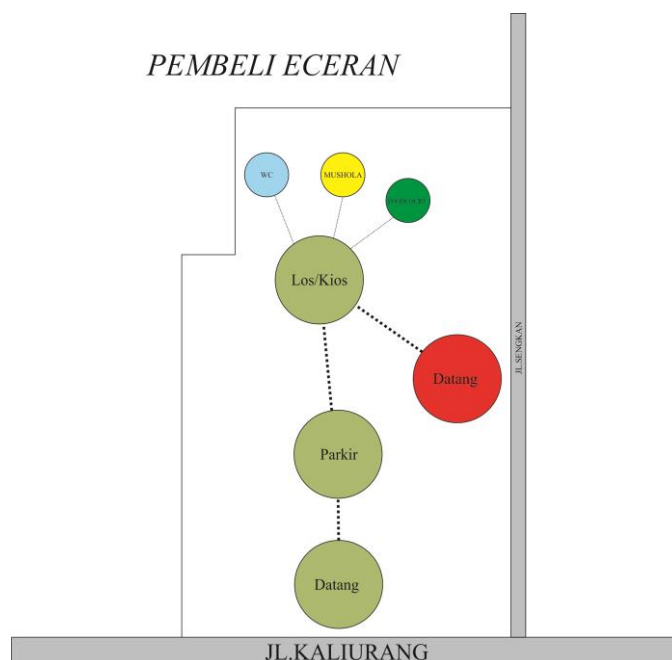 PEMBELI ECERAN
WC
MUSHOLA
Los/Kios
Datang
JL.SENGKAN
Parkir
Datang
JL.KALIURANG